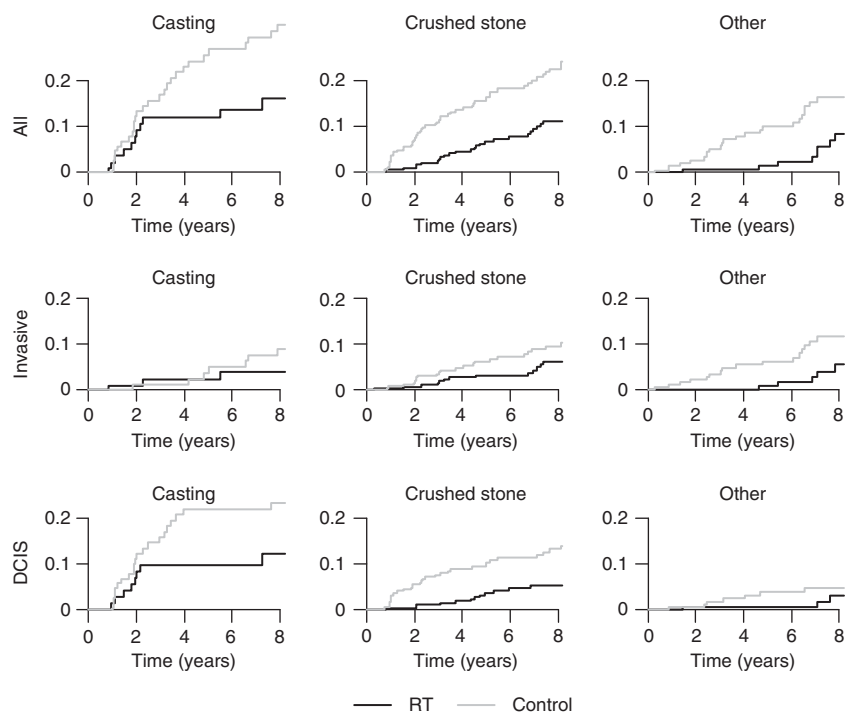 Casting Crushed stone Other
All
0.2 0.2 0.2
0.1 0.1 0.1
0 0 0
0 2 4 6 8 0 2 4 6 8 0 2 4 6 8
Time (years) Time (years) Time (years)
Casting Crushed stone Other
Invasive
0.2 0.2 0.2
0.1 0.1 0.1
0 0 0
0 2 4 6 8 0 2 4 6 8 0 2 4 6 8
Time (years) Time (years) Time (years)
Casting Crushed stone Other
DCIS
0.2 0.2 0.2
0.1 0.1 0.1
0 0 0
0 2 4 6 8 0 2 4 6 8 0 2 4 6 8
Time (years) Time (years) Time (years)
RT Control